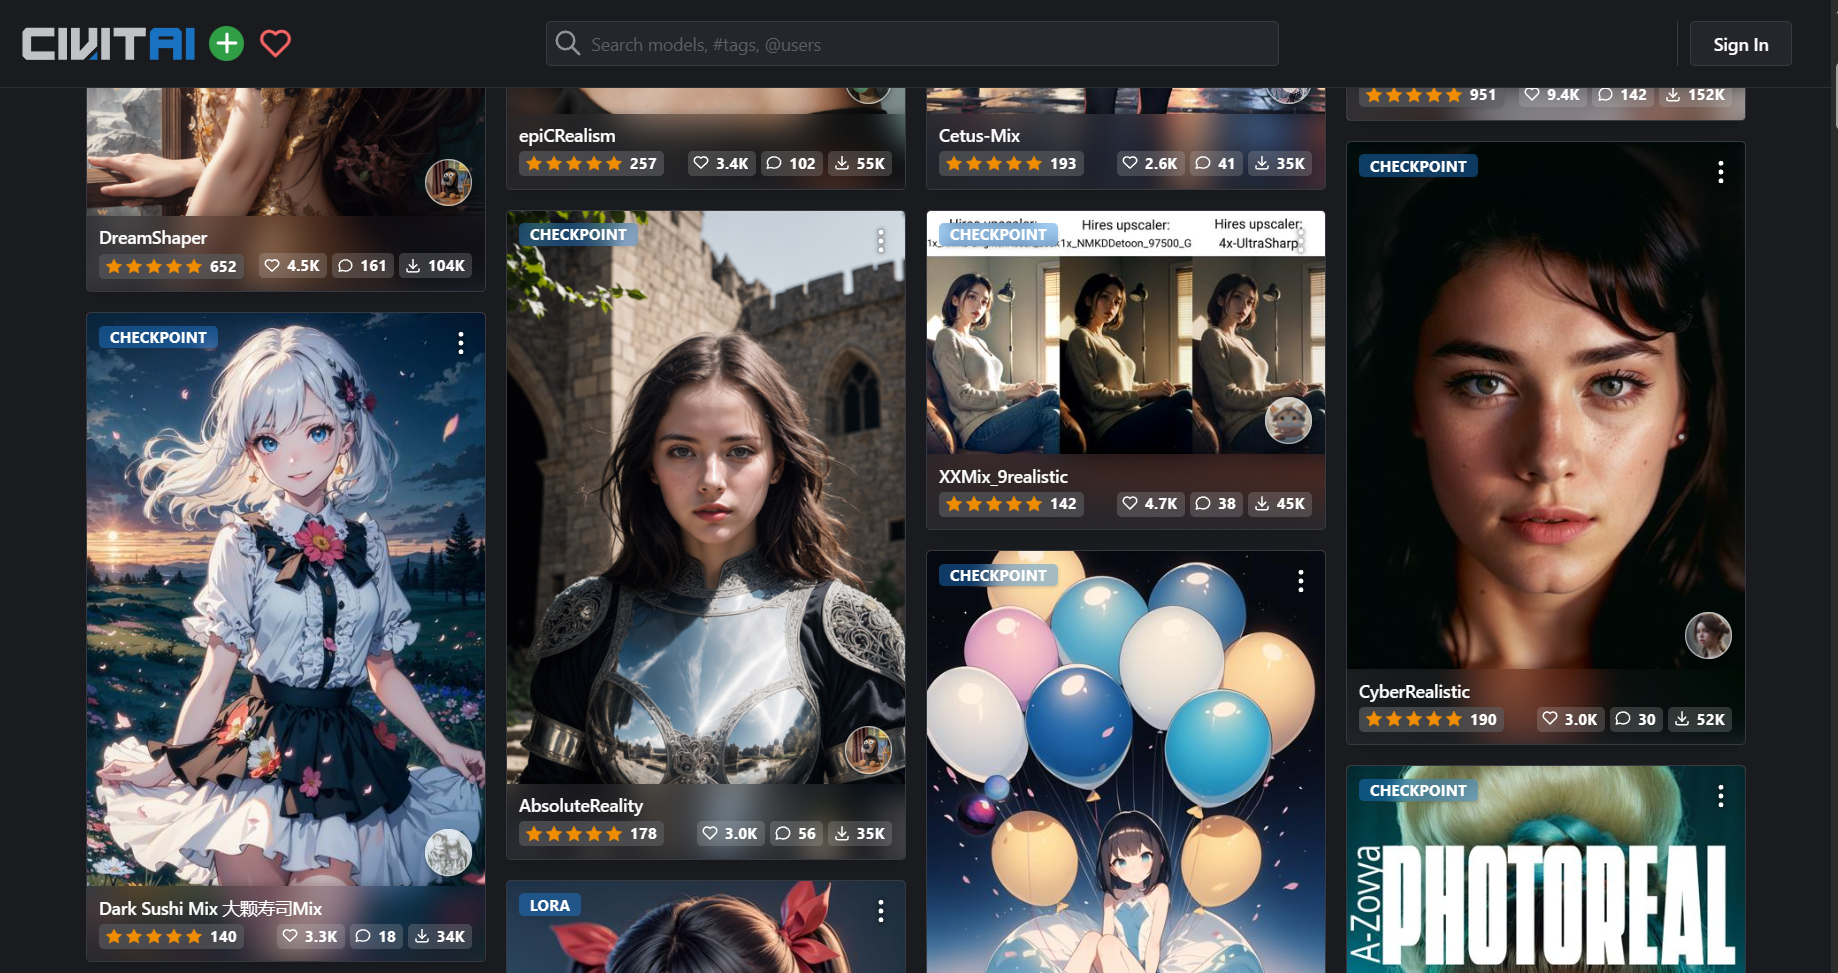 CIVITAI
Search models, #tags, @users
Sign In
DreamShaper
652 4.5K 161 104K
CHECKPOINT
Dark Sushi Mix 大颗寿司Mix
140 3.3K 18 34K
epiCRealism
257 3.4K 102 55K
CHECKPOINT
AbsoluteReality
178 3.0K 56 35K
LORA
Cetus-Mix
193 2.6K 41 35K
CHECKPOINT
Hires upscaler: Hires upscaler:
1x_NMKDDetoon_97500_G 4x-UltraSharp
XXMix_9realistic
142 4.7K 38 45K
CHECKPOINT
951 9.4K 142 152K
CHECKPOINT
CyberRealistic
190 3.0K 30 52K
CHECKPOINT
A-Zovya
PHOTOREAL